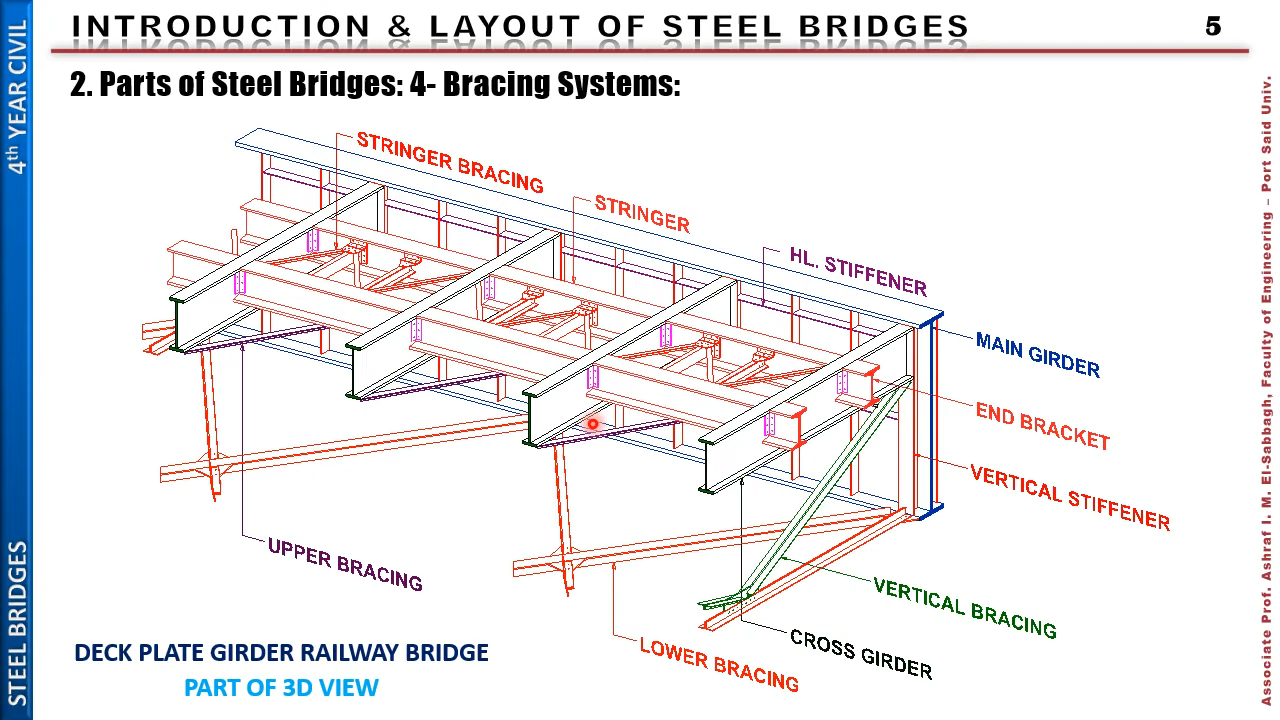 INTRODUCTION & LAYOUT OF STEEL BRIDGES
5
2. Parts of Steel Bridges: 4- Bracing Systems:
4th YEAR CIVIL
STEEL BRIDGES
Associate Prof. Ashraf I. M. El-Sabbagh, Faculty of Engineering – Port Said Univ.
STRINGER BRACING
STRINGER
HL. STIFFENER
MAIN GIRDER
END BRACKET
VERTICAL STIFFENER
UPPER BRACING
VERTICAL BRACING
CROSS GIRDER
LOWER BRACING
DECK PLATE GIRDER RAILWAY BRIDGE
PART OF 3D VIEW